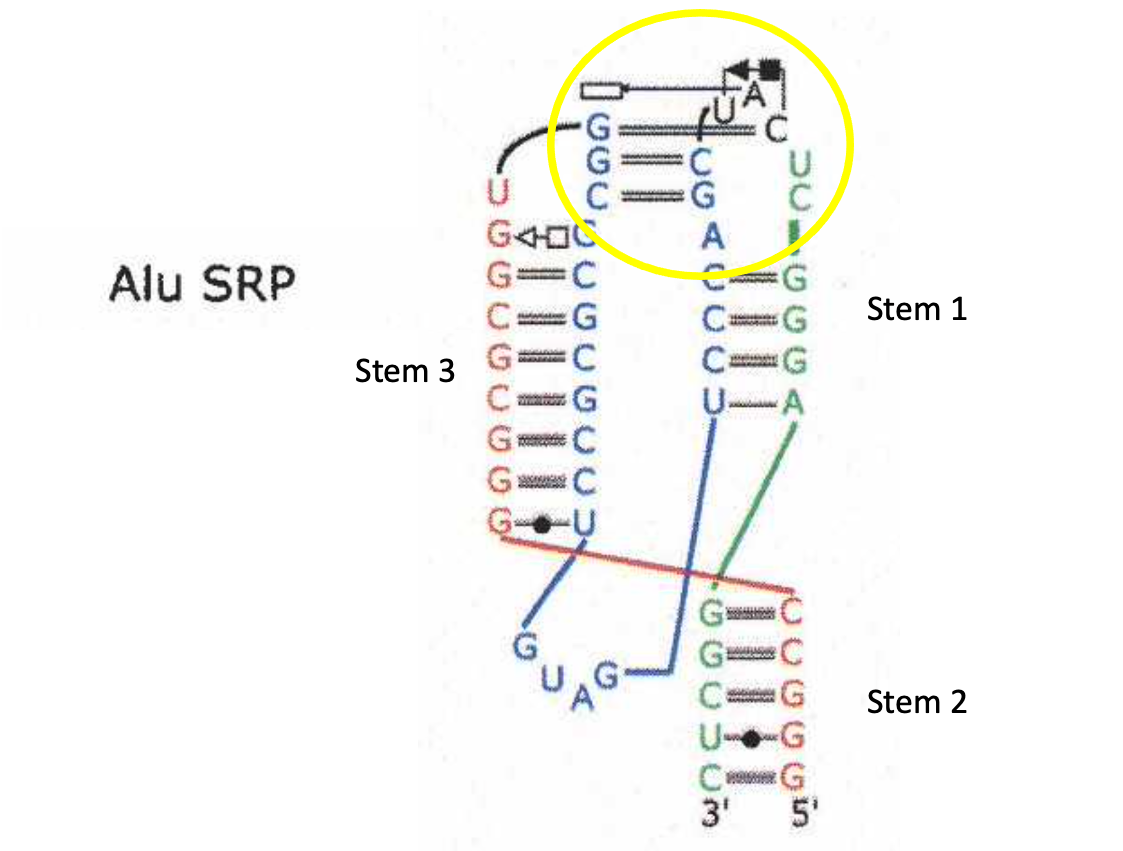 A
U
G C
G C U
U C G C
G C A
G C C G
Alu SRP
C G C G
Stem 1
G C C G
Stem 3
C G U A
G C
G C
G U
G C
G G C
U A G
C G
Stem 2
U G
C G
3' 5'